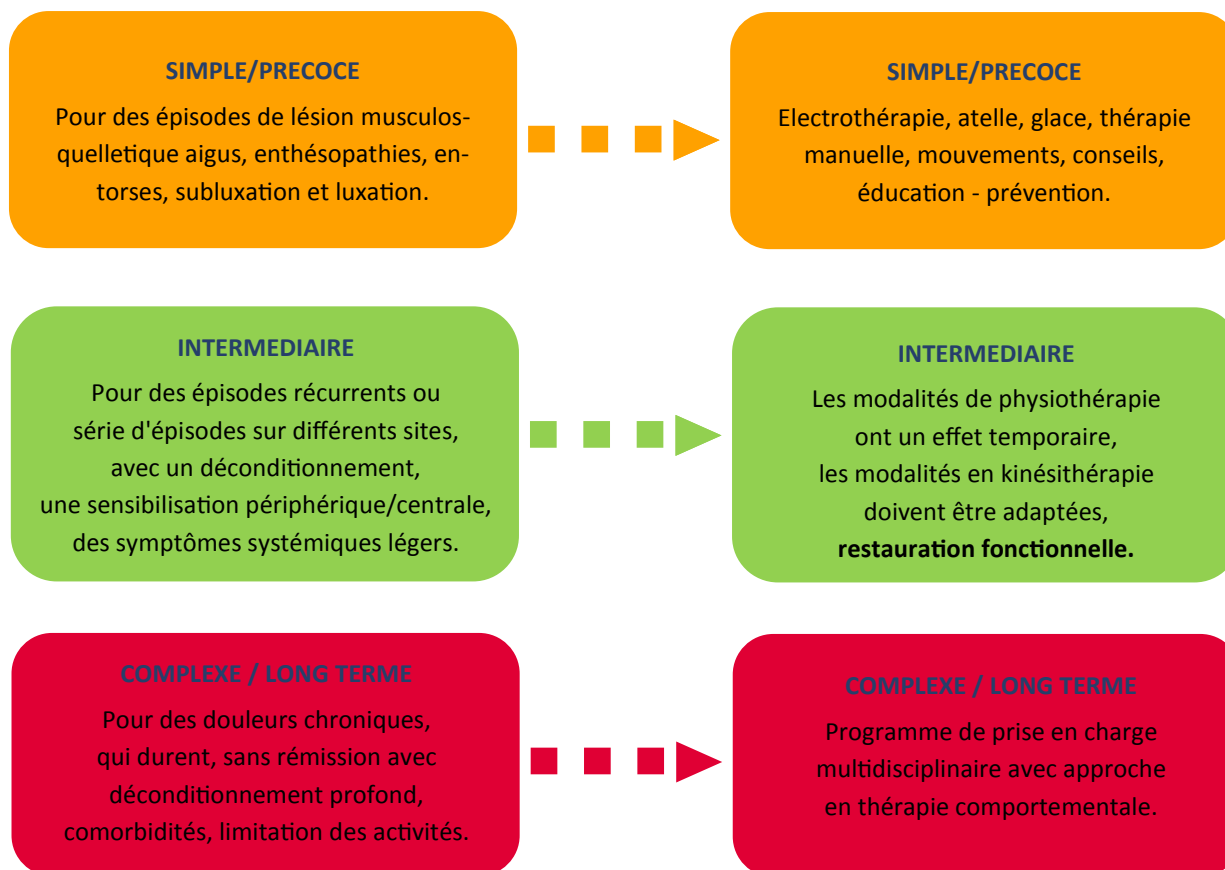 SIMPLE/PRECOCE
Pour des épisodes de lésion musculos-
quelletique aigus, enthésopathies, en-
torses, subluxation et luxation.
SIMPLE/PRECOCE
Electrothérapie, atelle, glace, thérapie
manuelle, mouvements, conseils,
éducation - prévention.
INTERMEDIAIRE
Pour des épisodes récurrents ou
série d'épisodes sur différents sites,
avec un déconditionnement,
une sensibilisation périphérique/centrale,
des symptômes systémiques légers.
INTERMEDIAIRE
Les modalités de physiothérapie
ont un effet temporaire,
les modalités en kinésithérapie
doivent être adaptées,
restauration fonctionnelle.
COMPLEXE / LONG TERME
Pour des douleurs chroniques,
qui durent, sans rémission avec
déconditionnement profond,
comorbidités, limitation des activités.
COMPLEXE / LONG TERME
Programme de prise en charge
multidisciplinaire avec approche
en thérapie comportementale.